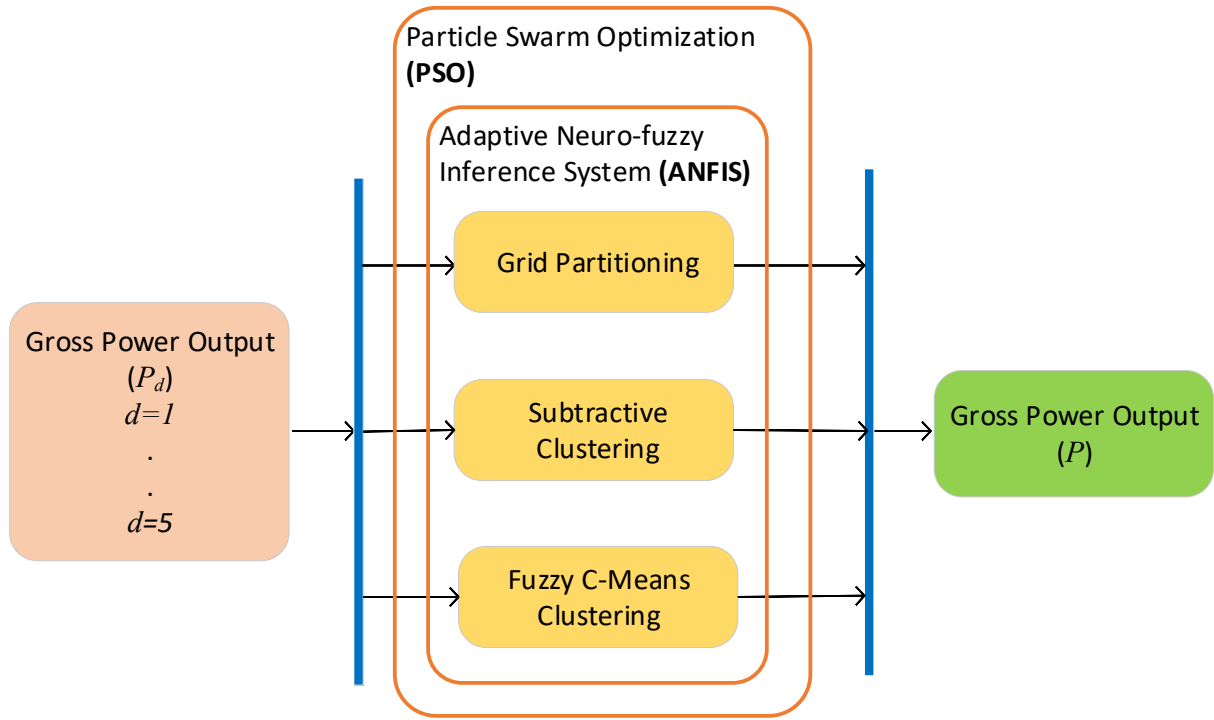 Particle Swarm Optimization
(PSO)
Adaptive Neuro-fuzzy
Inference System (ANFIS)
Grid Partitioning
Gross Power Output
(Pd)
d=1
.
.
d=5
Subtractive
Clustering
Gross Power Output
(P)
Fuzzy C-Means
Clustering